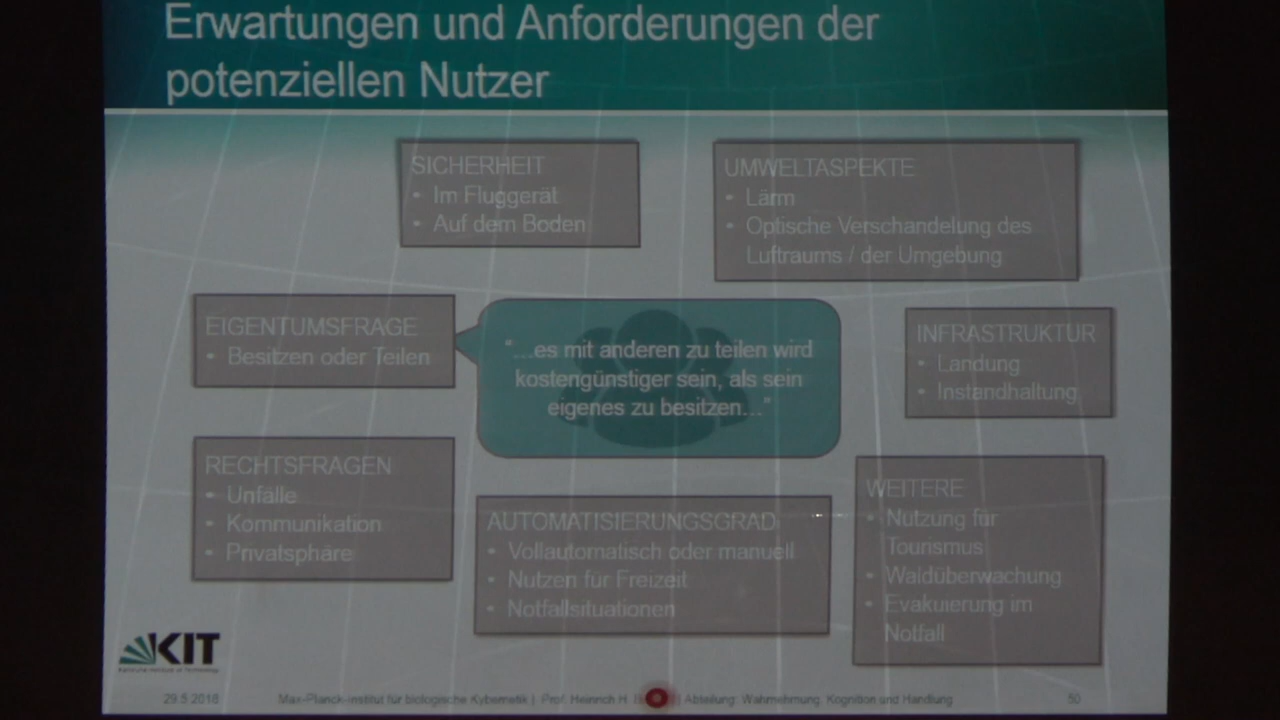 Erwartungen und Anforderungen der
potenziellen Nutzer
SICHERHEIT
• Im Fluggerät
• Auf dem Boden
UMWELTASPEKTE
• Lärm
• Optische Verschandelung des
Luftraums / der Umgebung
EIGENTUMSFRAGE
• Besitzen oder Teilen
"...es mit anderen zu teilen wird
kostengünstiger sein, als sein
eigenes zu besitzen..."
INFRASTRUKTUR
• Landung
• Instandhaltung
RECHTSFRAGEN
• Unfälle
• Kommunikation
• Privatsphäre
AUTOMATISIERUNGSGRAD
• Vollautomatisch oder manuell
• Nutzen für Freizeit
• Notfallsituationen
WEITERE
• Nutzung für
Tourismus
• Waldüberwachung
• Evakuierung im
Notfall
KIT
Karlsruhe Institute of Technology
29.5.2018
Max-Planck-Institut für biologische Kybernetik | Prof. Heinrich H. | Abteilung: Wahrnehmung, Kognition und Handlung
50